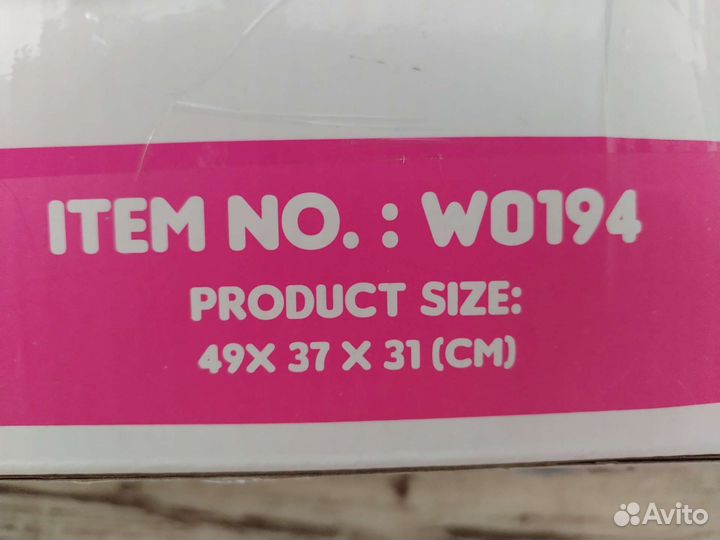 ITEM NO. : W0194
PRODUCT SIZE:
49X 37 X 31 (CM)
Avito